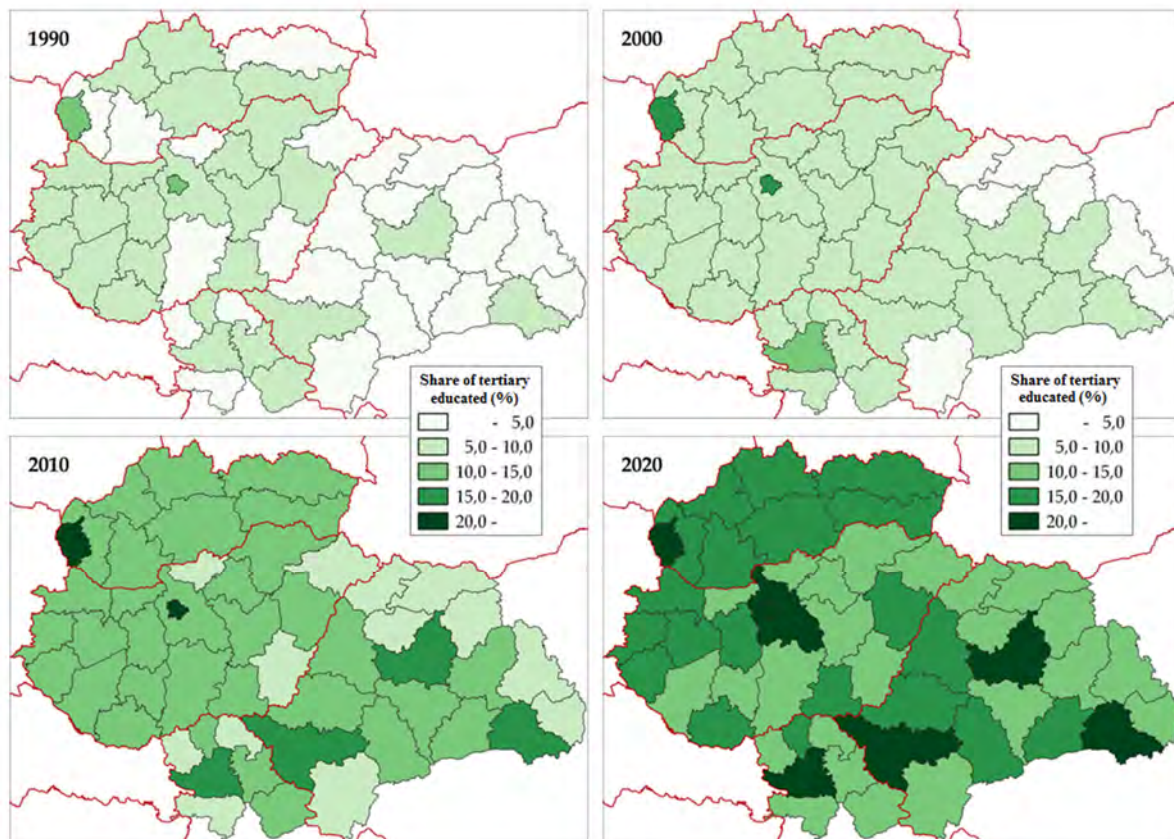 1990
2000
Share of tertiary
educated (%)
- 5,0
5,0 - 10,0
10,0 - 15,0
15,0 - 20,0
20,0 -
Share of tertiary
educated (%)
- 5,0
5,0 - 10,0
10,0 - 15,0
15,0 - 20,0
20,0 -
2010
2020